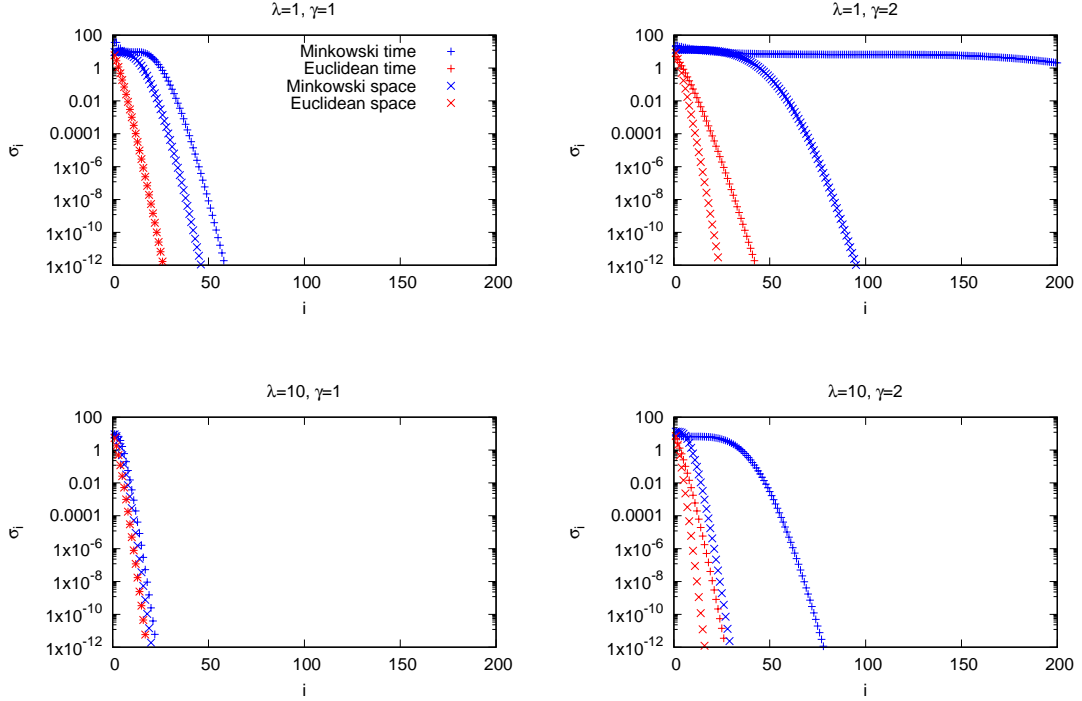 λ=1, γ=1
100
1
0.01
0.0001
1x10-6
1x10-8
1x10-10
1x10-12
σi
0 50 100 150 200
i
Minkowski time
Euclidean time
Minkowski space
Euclidean space
λ=1, γ=2
100
1
0.01
0.0001
1x10-6
1x10-8
1x10-10
1x10-12
σi
0 50 100 150 200
i
λ=10, γ=1
100
1
0.01
0.0001
1x10-6
1x10-8
1x10-10
1x10-12
σi
0 50 100 150 200
i
λ=10, γ=2
100
1
0.01
0.0001
1x10-6
1x10-8
1x10-10
1x10-12
σi
0 50 100 150 200
i